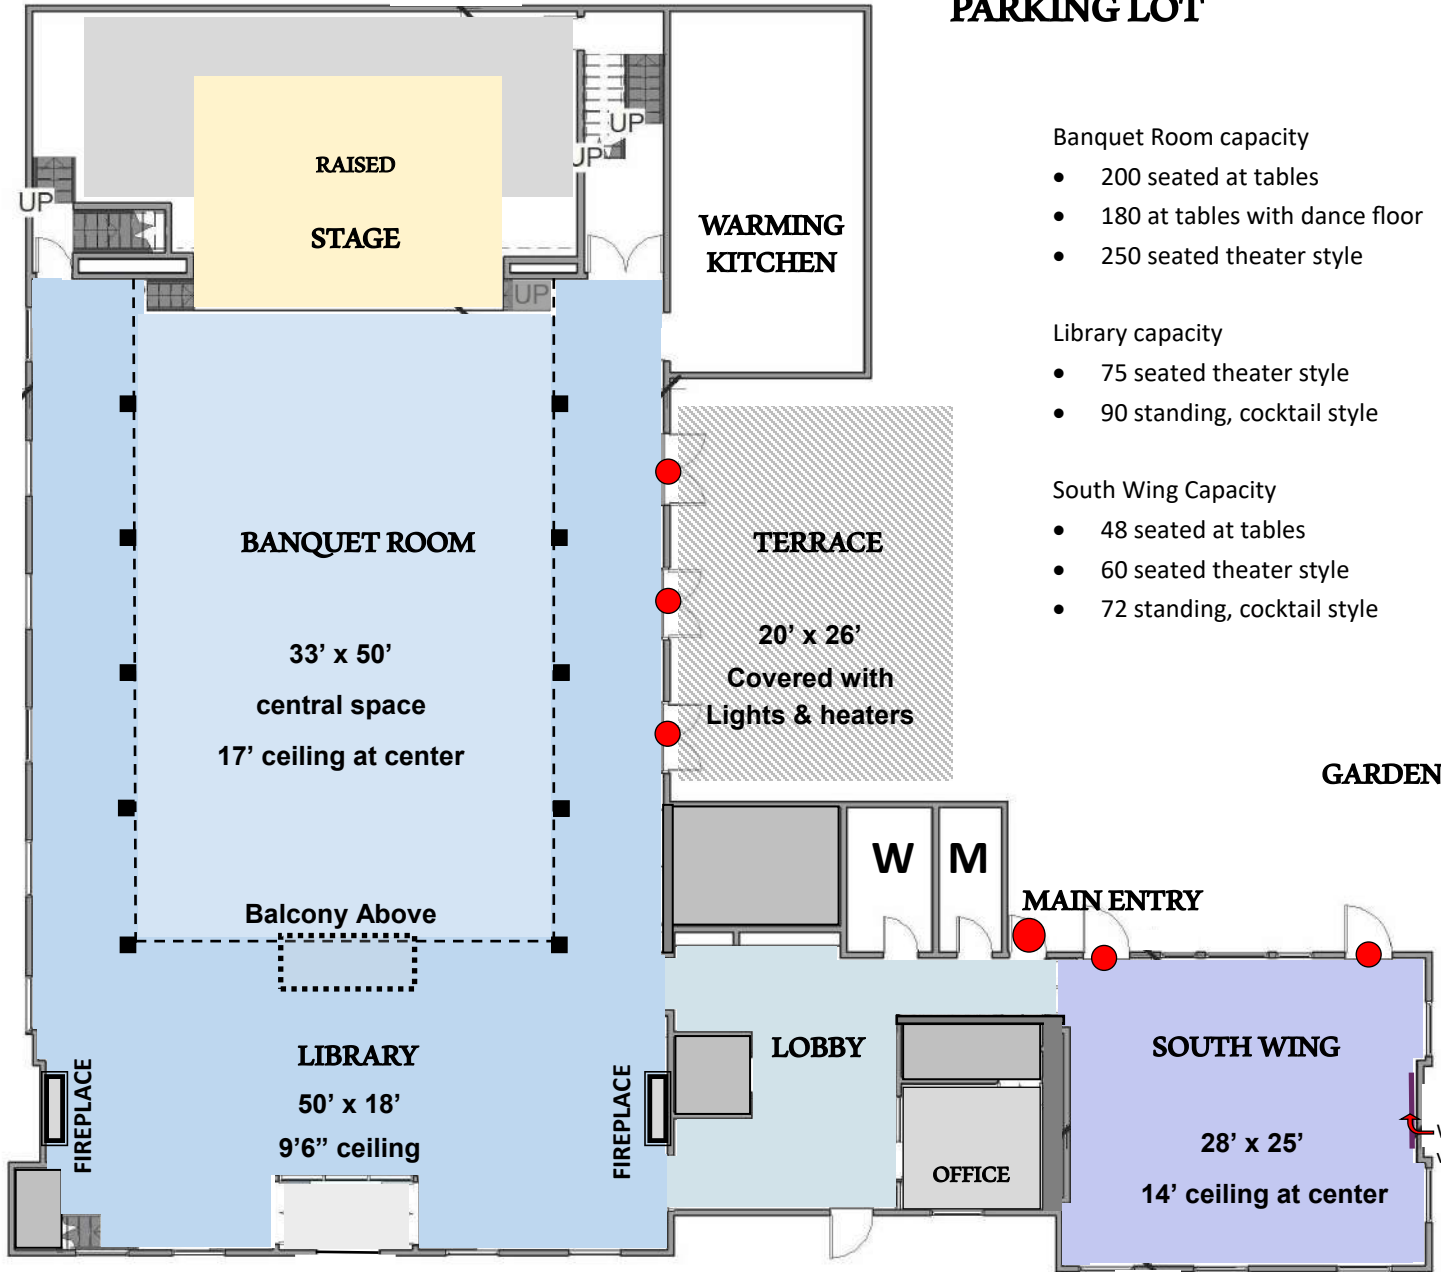 PARKING LOT
Banquet Room capacity
• 200 seated at tables
• 180 at tables with dance floor
• 250 seated theater style
Library capacity
• 75 seated theater style
• 90 standing, cocktail style
South Wing Capacity
• 48 seated at tables
• 60 seated theater style
• 72 standing, cocktail style
UP
UP
UP
UP
RAISED
STAGE
WARMING
KITCHEN
BANQUET ROOM
33’ x 50’
central space
17’ ceiling at center
TERRACE
20’ x 26’
Covered with
Lights & heaters
GARDEN
Balcony Above
W
M
MAIN ENTRY
LIBRARY
50’ x 18’
9’6” ceiling
FIREPLACE
FIREPLACE
LOBBY
OFFICE
SOUTH WING
28’ x 25’
14’ ceiling at center